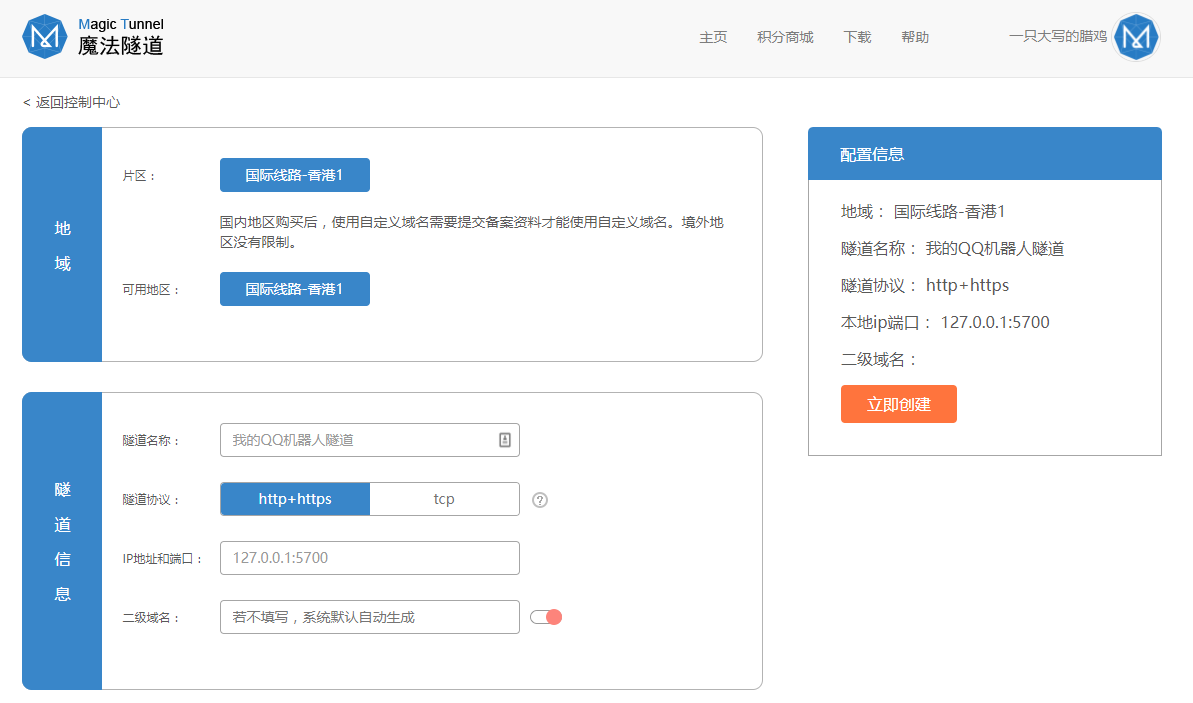 Magic Tunnel
魔法隧道
主页
积分商城
下载
帮助
一只大写的腊鸡
< 返回控制中心
地
域
片区：
国际线路-香港1
国内地区购买后，使用自定义域名需要提交备案资料才能使用自定义域名。境外地
区没有限制。
可用地区：
国际线路-香港1
隧
道
信
息
隧道名称：
我的QQ机器人隧道
隧道协议：
http+https
tcp
?
IP地址和端口：
127.0.0.1:5700
二级域名：
若不填写，系统默认自动生成
配置信息
地域： 国际线路-香港1
隧道名称： 我的QQ机器人隧道
隧道协议： http+https
本地ip端口： 127.0.0.1:5700
二级域名：
立即创建